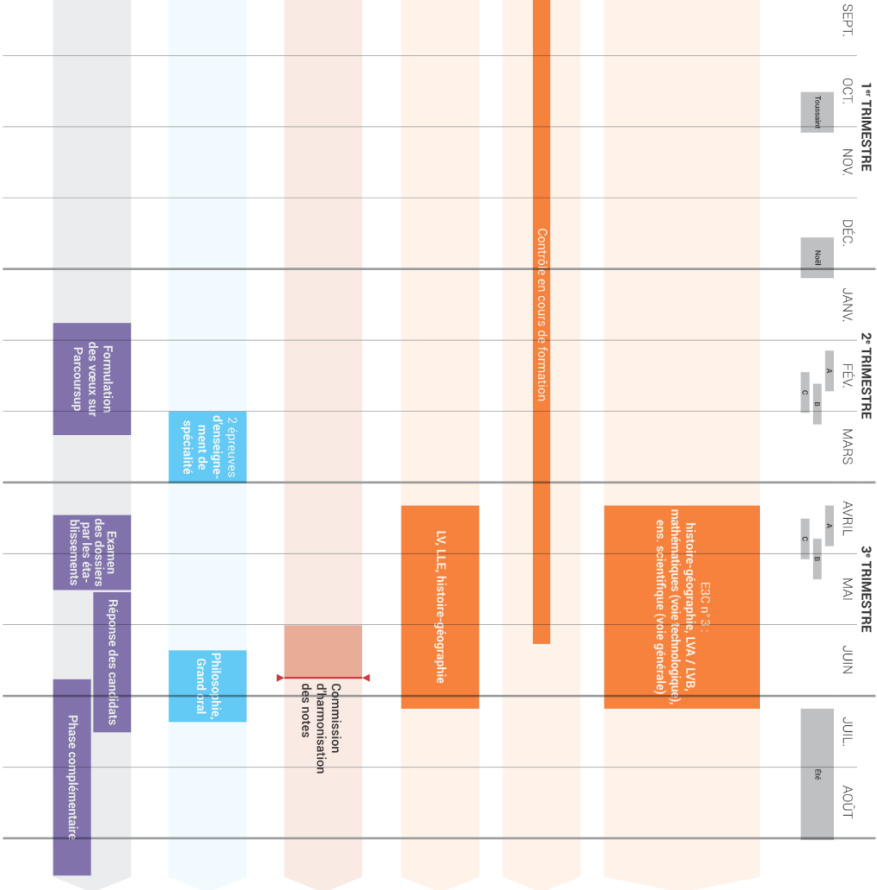 1er TRIMESTRE
2e TRIMESTRE
3e TRIMESTRE
SEPT.
OCT.
NOV.
DÉC.
JANV.
FÉV.
MARS
AVRIL
MAI
JUIN
JUIL.
AOÛT
Toussaint
Noël
A
B
C
A
B
C
Été
E3C n° 3 :
histoire-géographie, LVA / LVB,
mathématiques (voie technologique),
ens. scientifique (voie générale)
Contrôle en cours de formation
LV, LLE, histoire-géographie
Commission
d'harmonisation
des notes
2 épreuves
d'enseigne-
ment de
spécialité
Philosophie,
Grand oral
Formulation
des vœux sur
Parcoursup
Examen
des dossiers
par les éta-
blissements
Réponse des candidats
Phase complémentaire